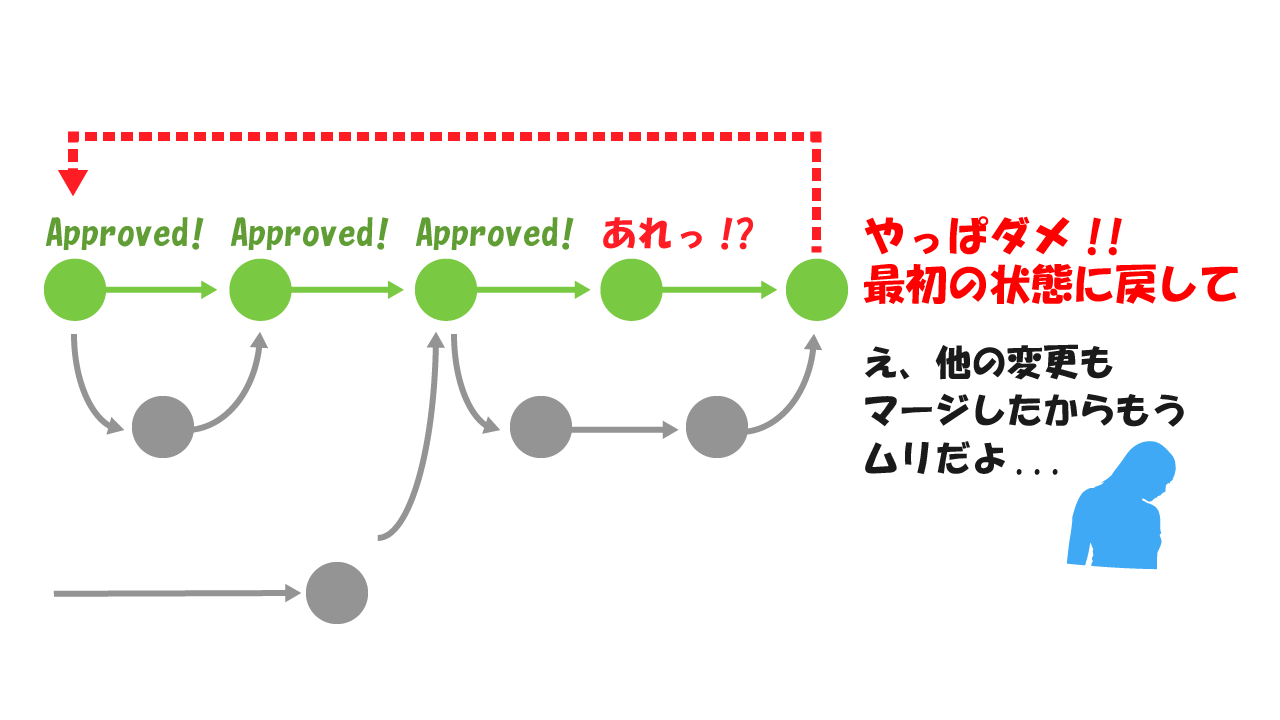 Approved! Approved! Approved! あれっ!?
やっぱダメ!!
最初の状態に戻して
え、他の変更も
マージしたからもう
ムリだよ...